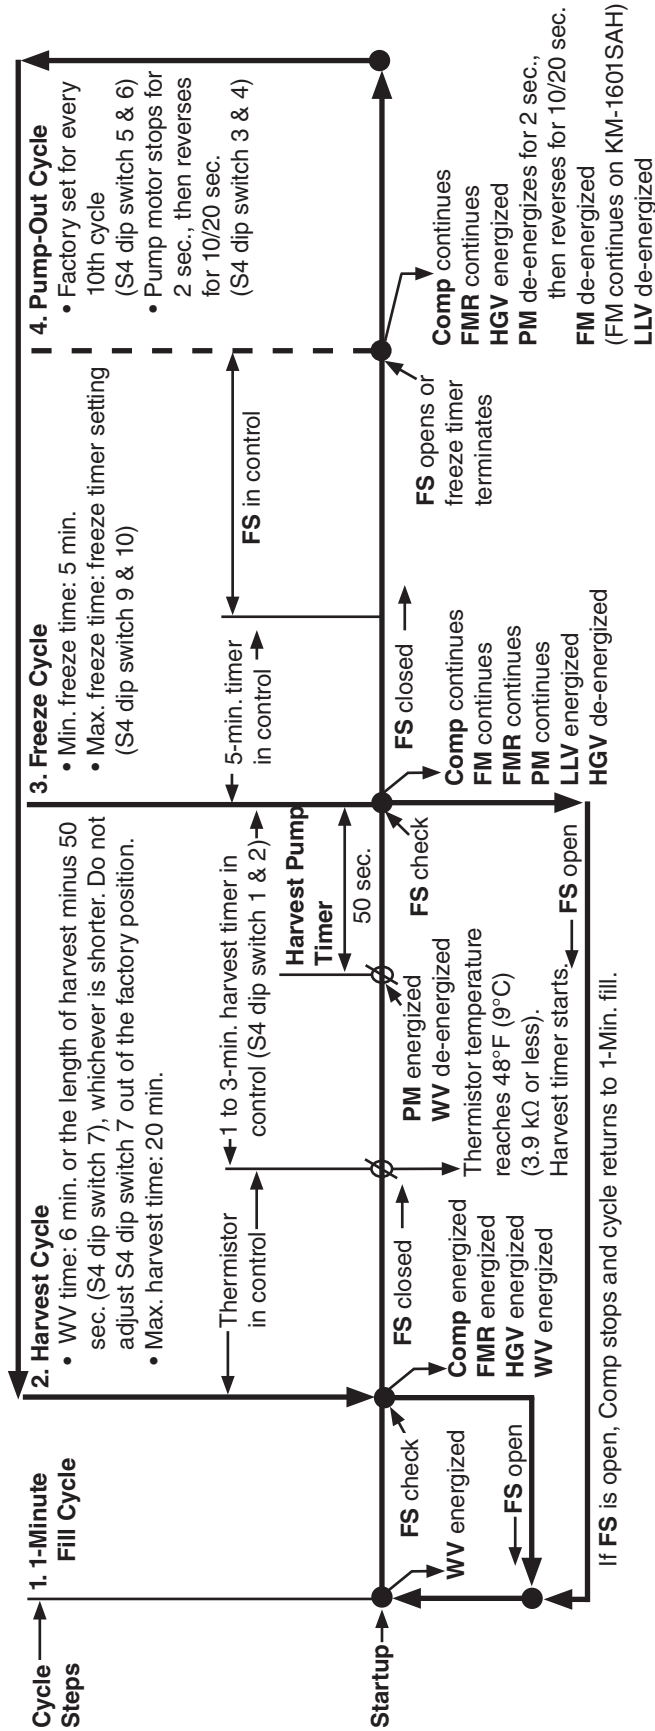 Cycle
Steps
Startup
1. 1-Minute
Fill Cycle
FS check
WV energized
FS open
2. Harvest Cycle
• WV time: 6 min. or the length of harvest minus 50
sec. (S4 dip switch 7), whichever is shorter. Do not
adjust S4 dip switch 7 out of the factory position.
• Max. harvest time: 20 min.
Thermistor
in control
1 to 3-min. harvest timer in
control (S4 dip switch 1 & 2)
Harvest Pump
Timer
50 sec.
FS closed
Comp energized
FMR energized
HGV energized
WV energized
PM energized
WV de-energized
Thermistor temperature
reaches 48°F (9°C)
(3.9 kΩ or less).
Harvest timer starts.
FS check
FS open
If FS is open, Comp stops and cycle returns to 1-Min. fill.
3. Freeze Cycle
• Min. freeze time: 5 min.
• Max. freeze time: freeze timer setting
(S4 dip switch 9 & 10)
5-min. timer
in control
FS in control
FS closed
Comp continues
FM continues
FMR continues
PM continues
LLV energized
HGV de-energized
FS opens or
freeze timer
terminates
4. Pump-Out Cycle
• Factory set for every
10th cycle
(S4 dip switch 5 & 6)
• Pump motor stops for
2 sec., then reverses
for 10/20 sec.
(S4 dip switch 3 & 4)
Comp continues
FMR continues
HGV energized
PM de-energizes for 2 sec.,
then reverses for 10/20 sec.
FM de-energized
(FM continues on KM-1601SAH)
LLV de-energized